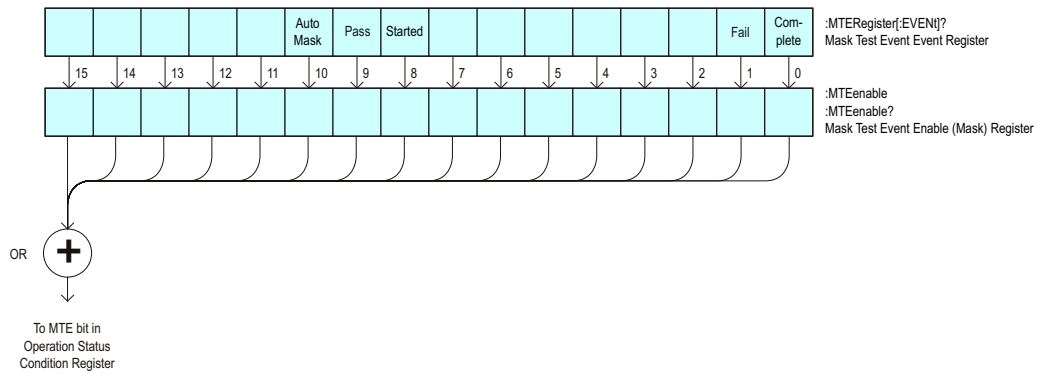 Auto Mask
Pass
Started
Fail
Com-
plete
:MTERegister[:EVENt]?
Mask Test Event Event Register
15 14 13 12 11 10 9 8 7 6 5 4 3 2 1 0
:MTEenable
:MTEenable?
Mask Test Event Enable (Mask) Register
OR
+
To MTE bit in
Operation Status
Condition Register